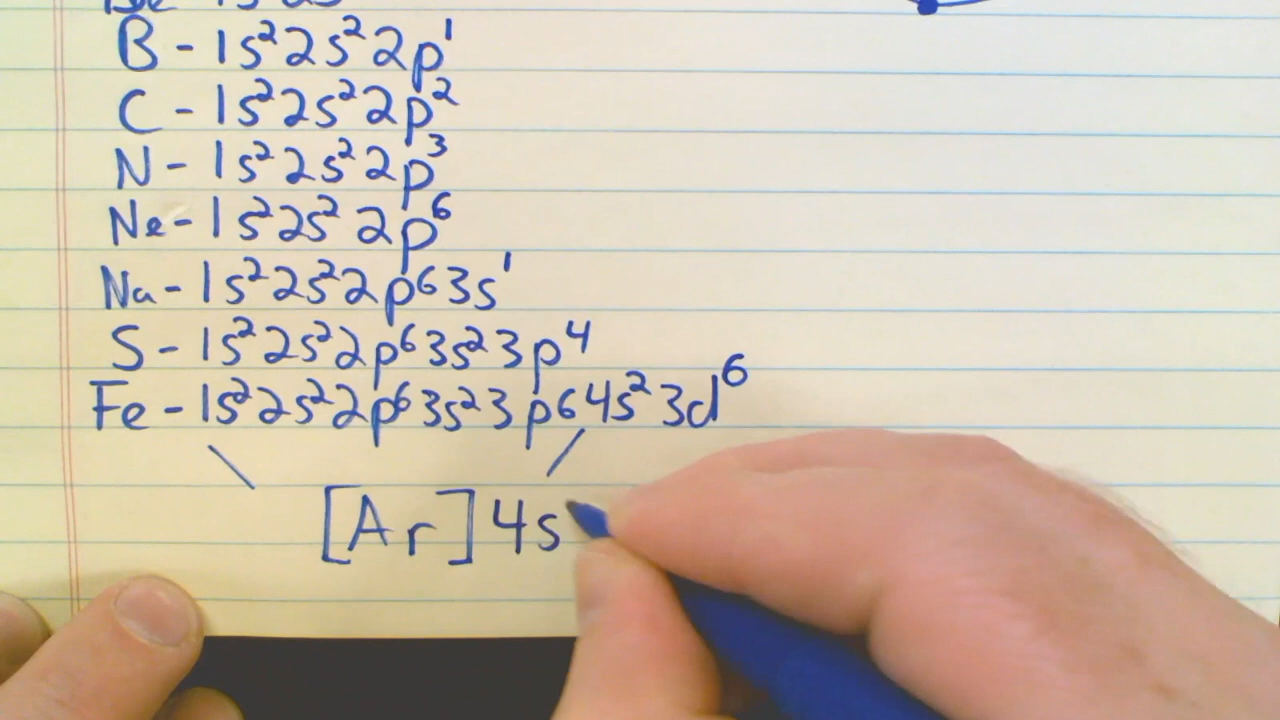 B - 1s²2s²2p¹
C - 1s²2s²2p²
N - 1s²2s²2p³
Ne - 1s²2s²2p⁶
Na - 1s²2s²2p⁶3s¹
S - 1s²2s²2p⁶3s²3p⁴
Fe - 1s²2s²2p⁶3s²3p⁶4s²3d⁶
[Ar]4s